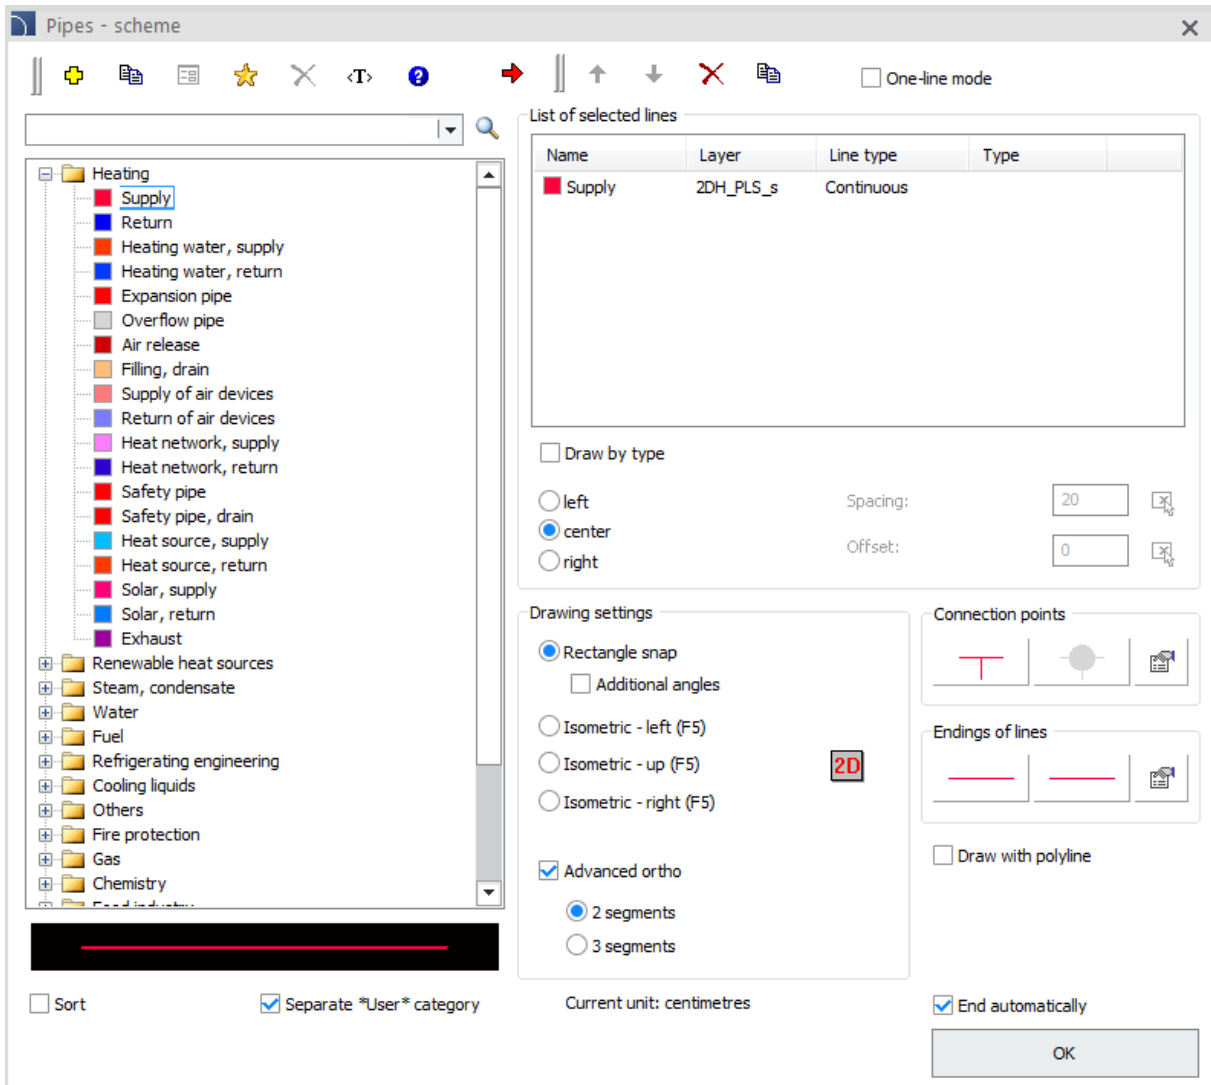 Pipes - scheme
<T>
?
One-line mode
List of selected lines
Name Layer Line type Type
Supply 2DH_PLS_s Continuous
Heating
Supply
Return
Heating water, supply
Heating water, return
Expansion pipe
Overflow pipe
Air release
Filling, drain
Supply of air devices
Return of air devices
Heat network, supply
Heat network, return
Safety pipe
Safety pipe, drain
Heat source, supply
Heat source, return
Solar, supply
Solar, return
Exhaust
Renewable heat sources
Steam, condensate
Water
Fuel
Refrigerating engineering
Cooling liquids
Others
Fire protection
Gas
Chemistry
Food industry
Sort
Separate *User* category
Draw by type
left
center
right
Spacing: 20
Offset: 0
Drawing settings
Rectangle snap
Additional angles
Isometric - left (F5)
Isometric - up (F5)
Isometric - right (F5)
2D
Advanced ortho
2 segments
3 segments
Current unit: centimetres
Connection points
Endings of lines
Draw with polyline
End automatically
OK